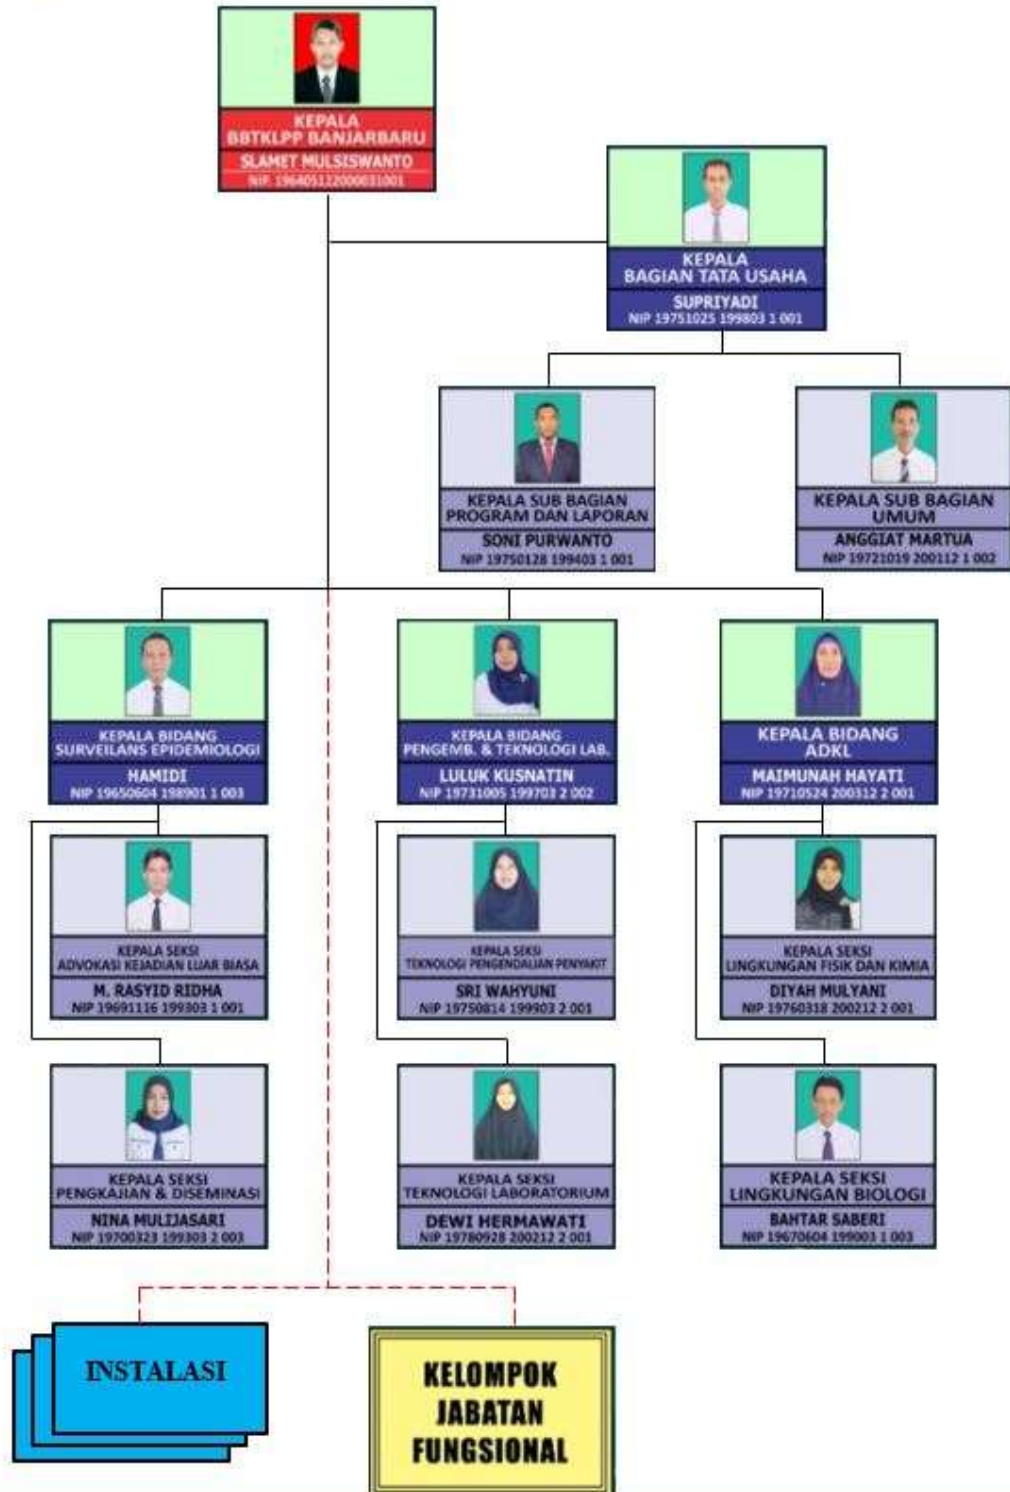 KEPALA
BBTKLPP BANJARBARU
SLAMET MULSISWANTO
NIP. 196405122000031001
KEPALA
BAGIAN TATA USAHA
SUPRIYADI
NIP 19751025 199803 1 001
KEPALA SUB BAGIAN
PROGRAM DAN LAPORAN
SONI PURWANTO
NIP 19750128 199403 1 001
KEPALA SUB BAGIAN
UMUM
ANGGIAT MARTUA
NIP 19721019 200112 1 002
KEPALA BIDANG
SURVEILANS EPIDEMIOLOGI
HAMIDI
NIP 19650604 198901 1 003
KEPALA BIDANG
PENGEMB. & TEKNOLOGI LAB.
LULUK KUSNATIN
NIP 19731005 199703 2 002
KEPALA BIDANG
ADKL
MAIMUNAH HAYATI
NIP 19710524 200312 2 001
KEPALA SEKSI
ADVOKASI KEJADIAN LUAR BIASA
M. RASYID RIDHA
NIP 19691116 199303 1 001
KEPALA SEKSI
TEKNOLOGI PENGENDALIAN PENYAKIT
SRI WAHYUNI
NIP 19750814 199903 2 001
KEPALA SEKSI
LINGKUNGAN FISIK DAN KIMIA
DIYAH MULYANI
NIP 19760318 200212 2 001
KEPALA SEKSI
PENGKAJIAN & DISEMINASI
NINA MULIJASARI
NIP 19700323 199303 2 003
KEPALA SEKSI
TEKNOLOGI LABORATORIUM
DEWI HERMAWATI
NIP 19780928 200212 2 001
KEPALA SEKSI
LINGKUNGAN BIOLOGI
BAHTAR SABERI
NIP 19670604 199003 1 003
INSTALASI
KELOMPOK
JABATAN
FUNGSIONAL